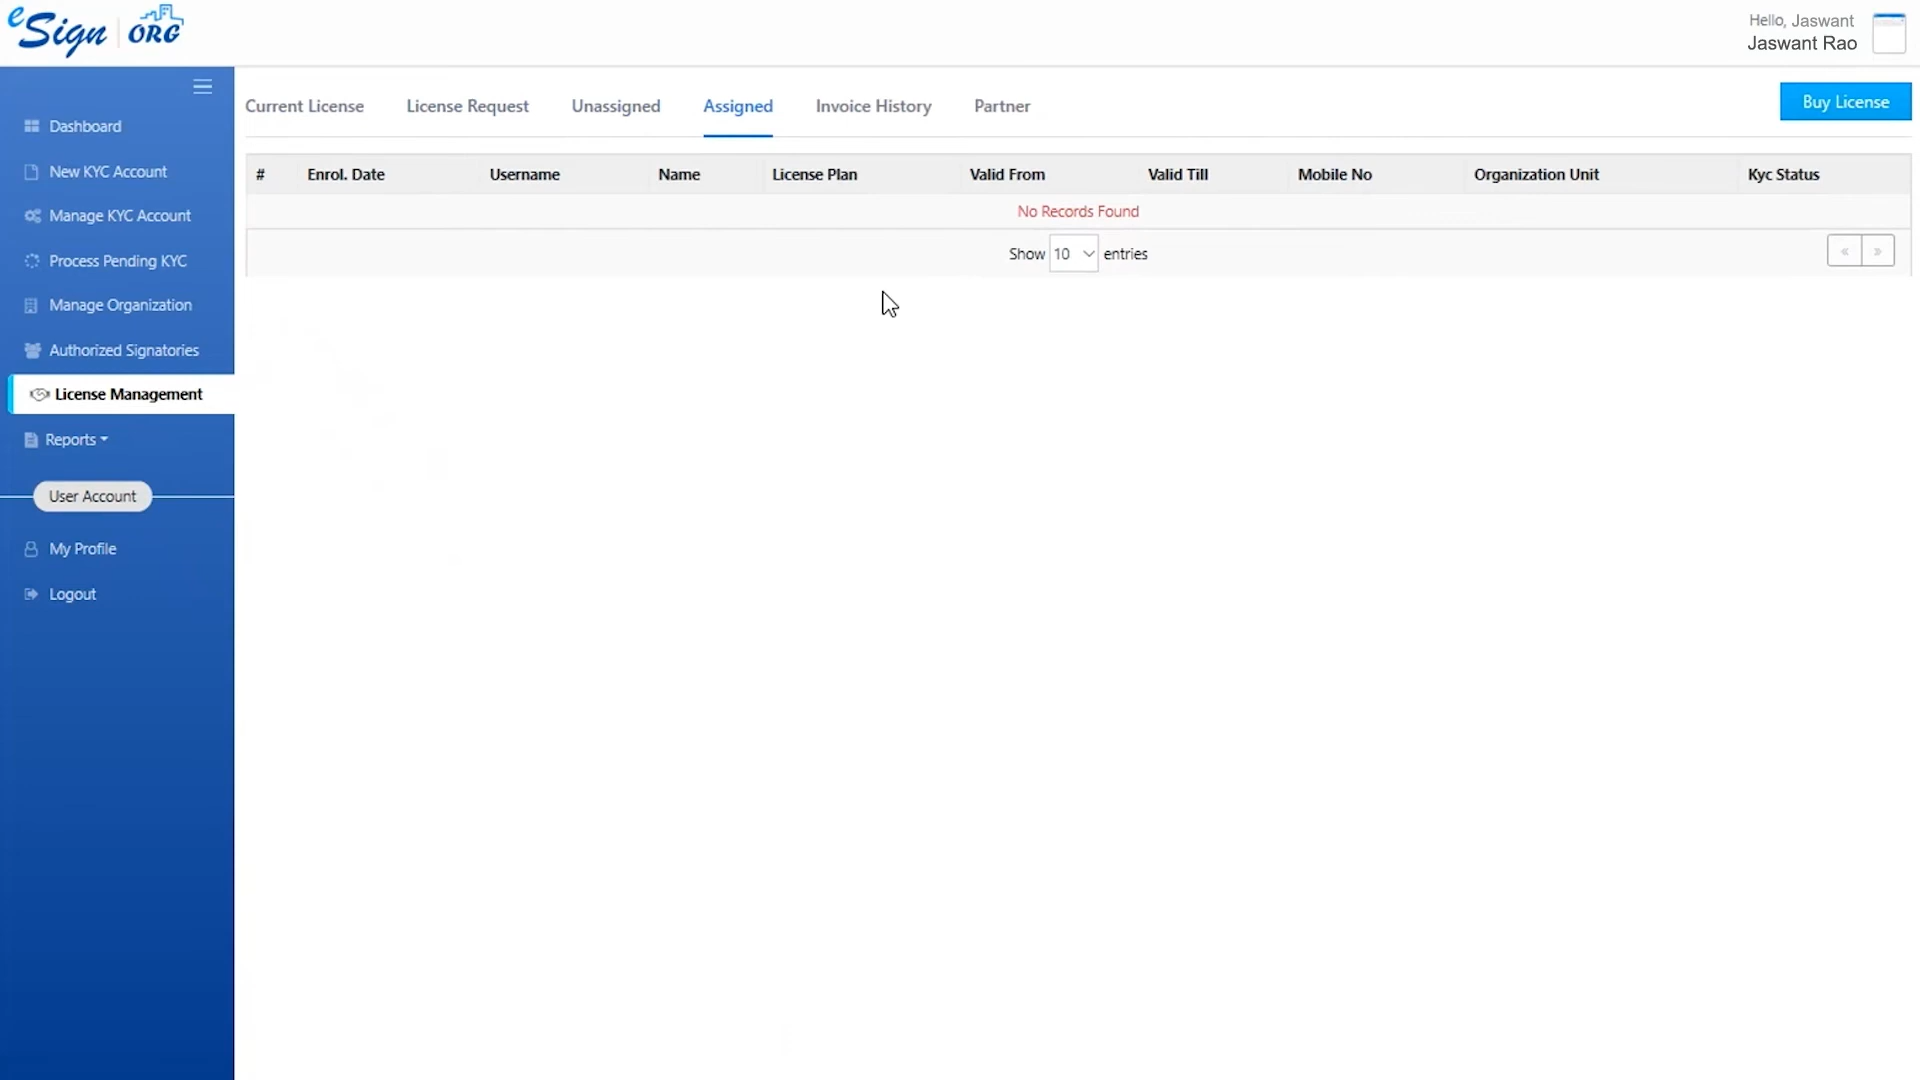 eSign | ORG
Hello, Jaswant
Jaswant Rao
Dashboard
New KYC Account
Manage KYC Account
Process Pending KYC
Manage Organization
Authorized Signatories
License Management
Reports
User Account
My Profile
Logout
Current License License Request Unassigned Assigned Invoice History Partner Buy License
# Enrol. Date Username Name License Plan Valid From Valid Till Mobile No Organization Unit Kyc Status
No Records Found
Show 10 entries « »